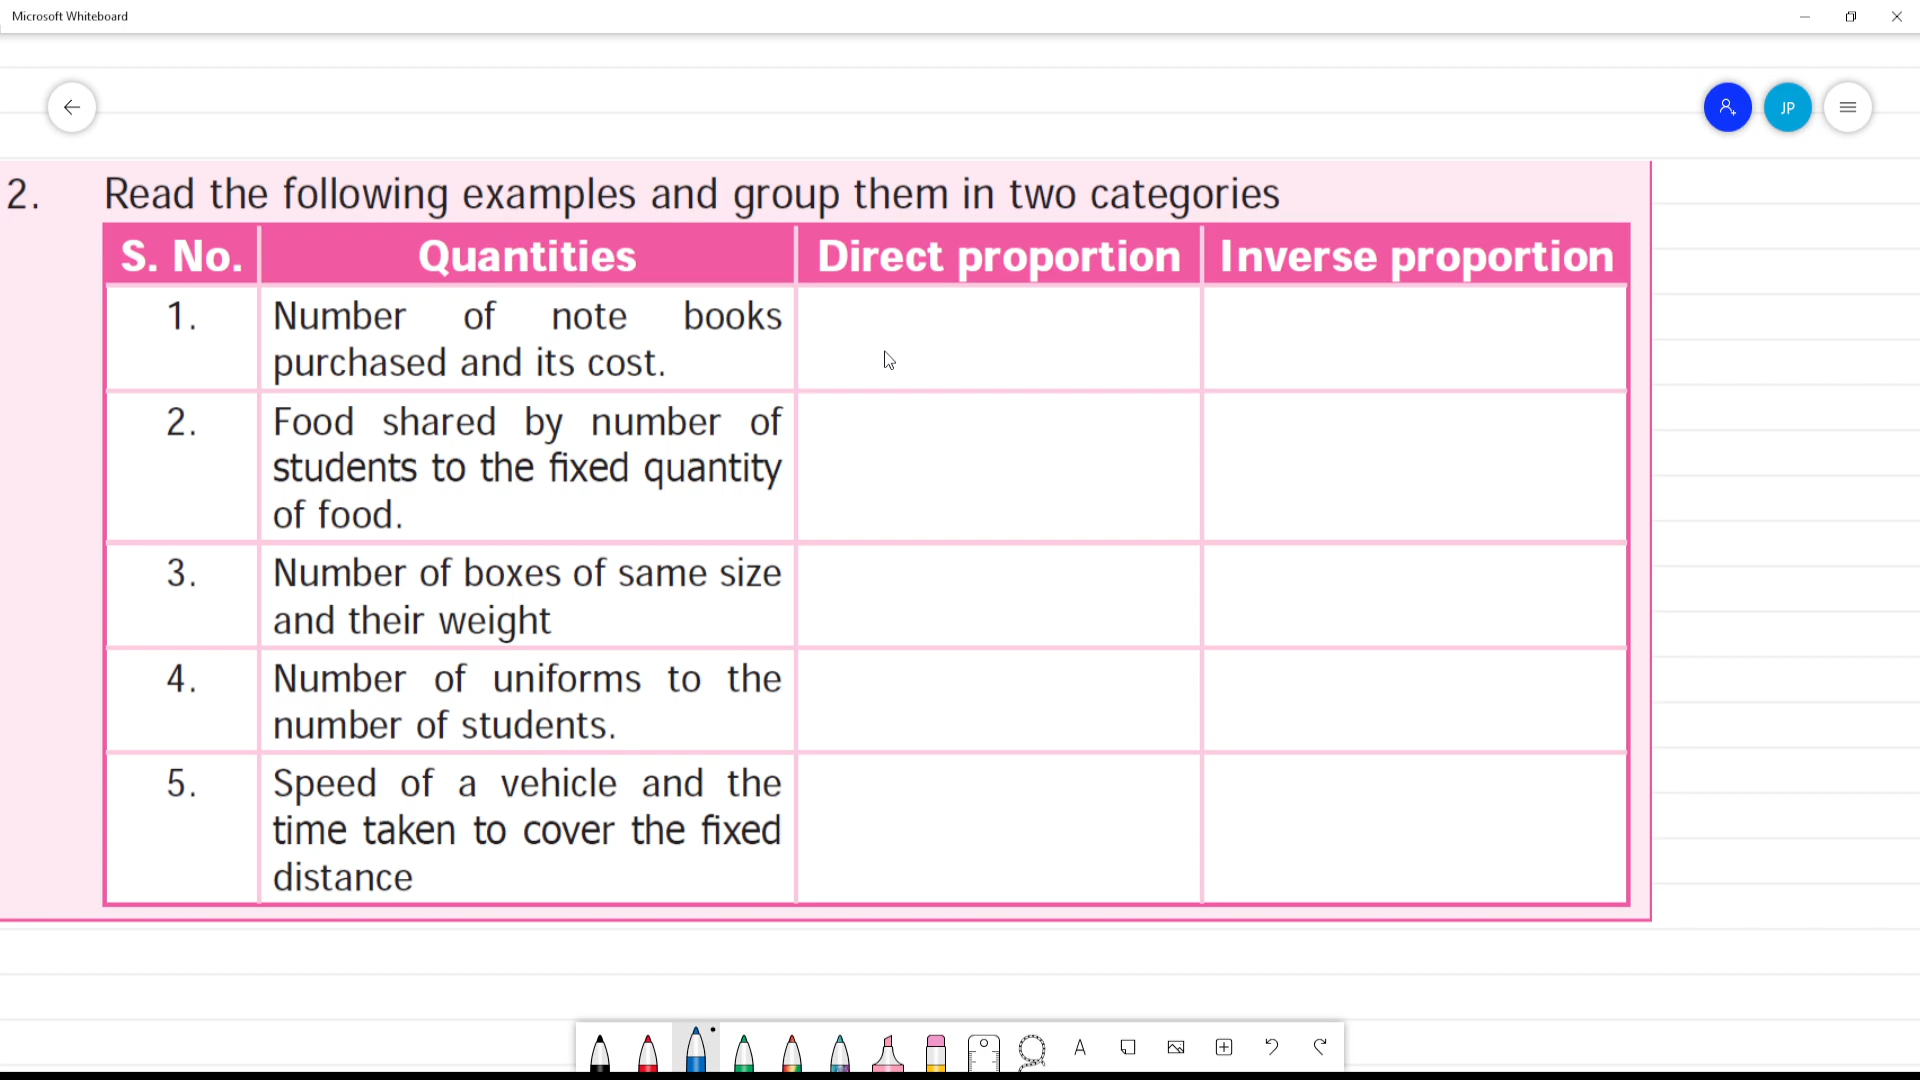 Microsoft Whiteboard
JP
2. Read the following examples and group them in two categories
S. No. Quantities Direct proportion Inverse proportion
1. Number of note books
purchased and its cost.
2. Food shared by number of
students to the fixed quantity
of food.
3. Number of boxes of same size
and their weight
4. Number of uniforms to the
number of students.
5. Speed of a vehicle and the
time taken to cover the fixed
distance
A